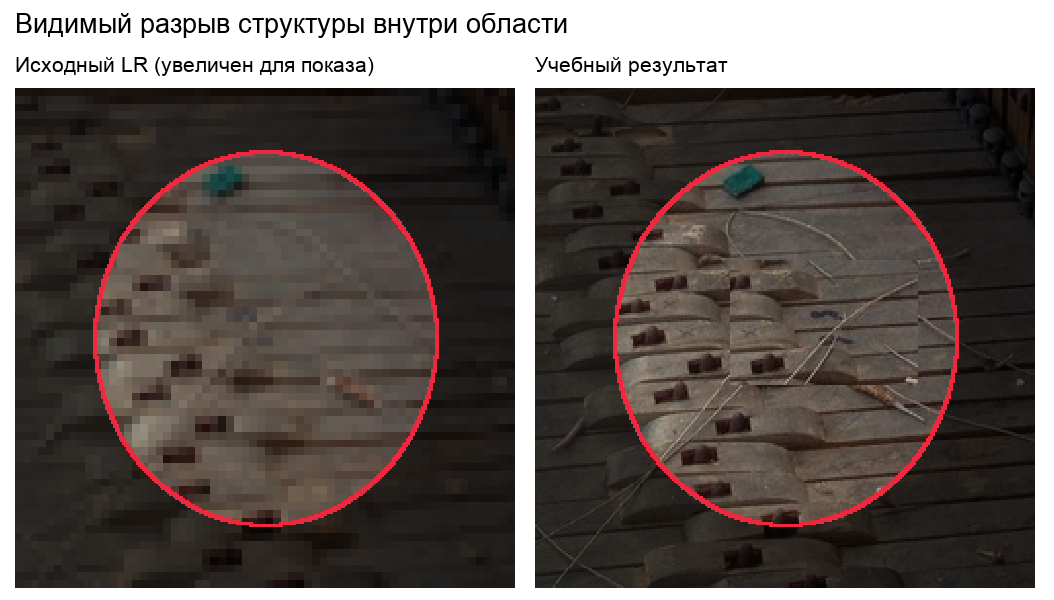 Видимый разрыв структуры внутри области
Исходный LR (увеличен для показа)
Учебный результат